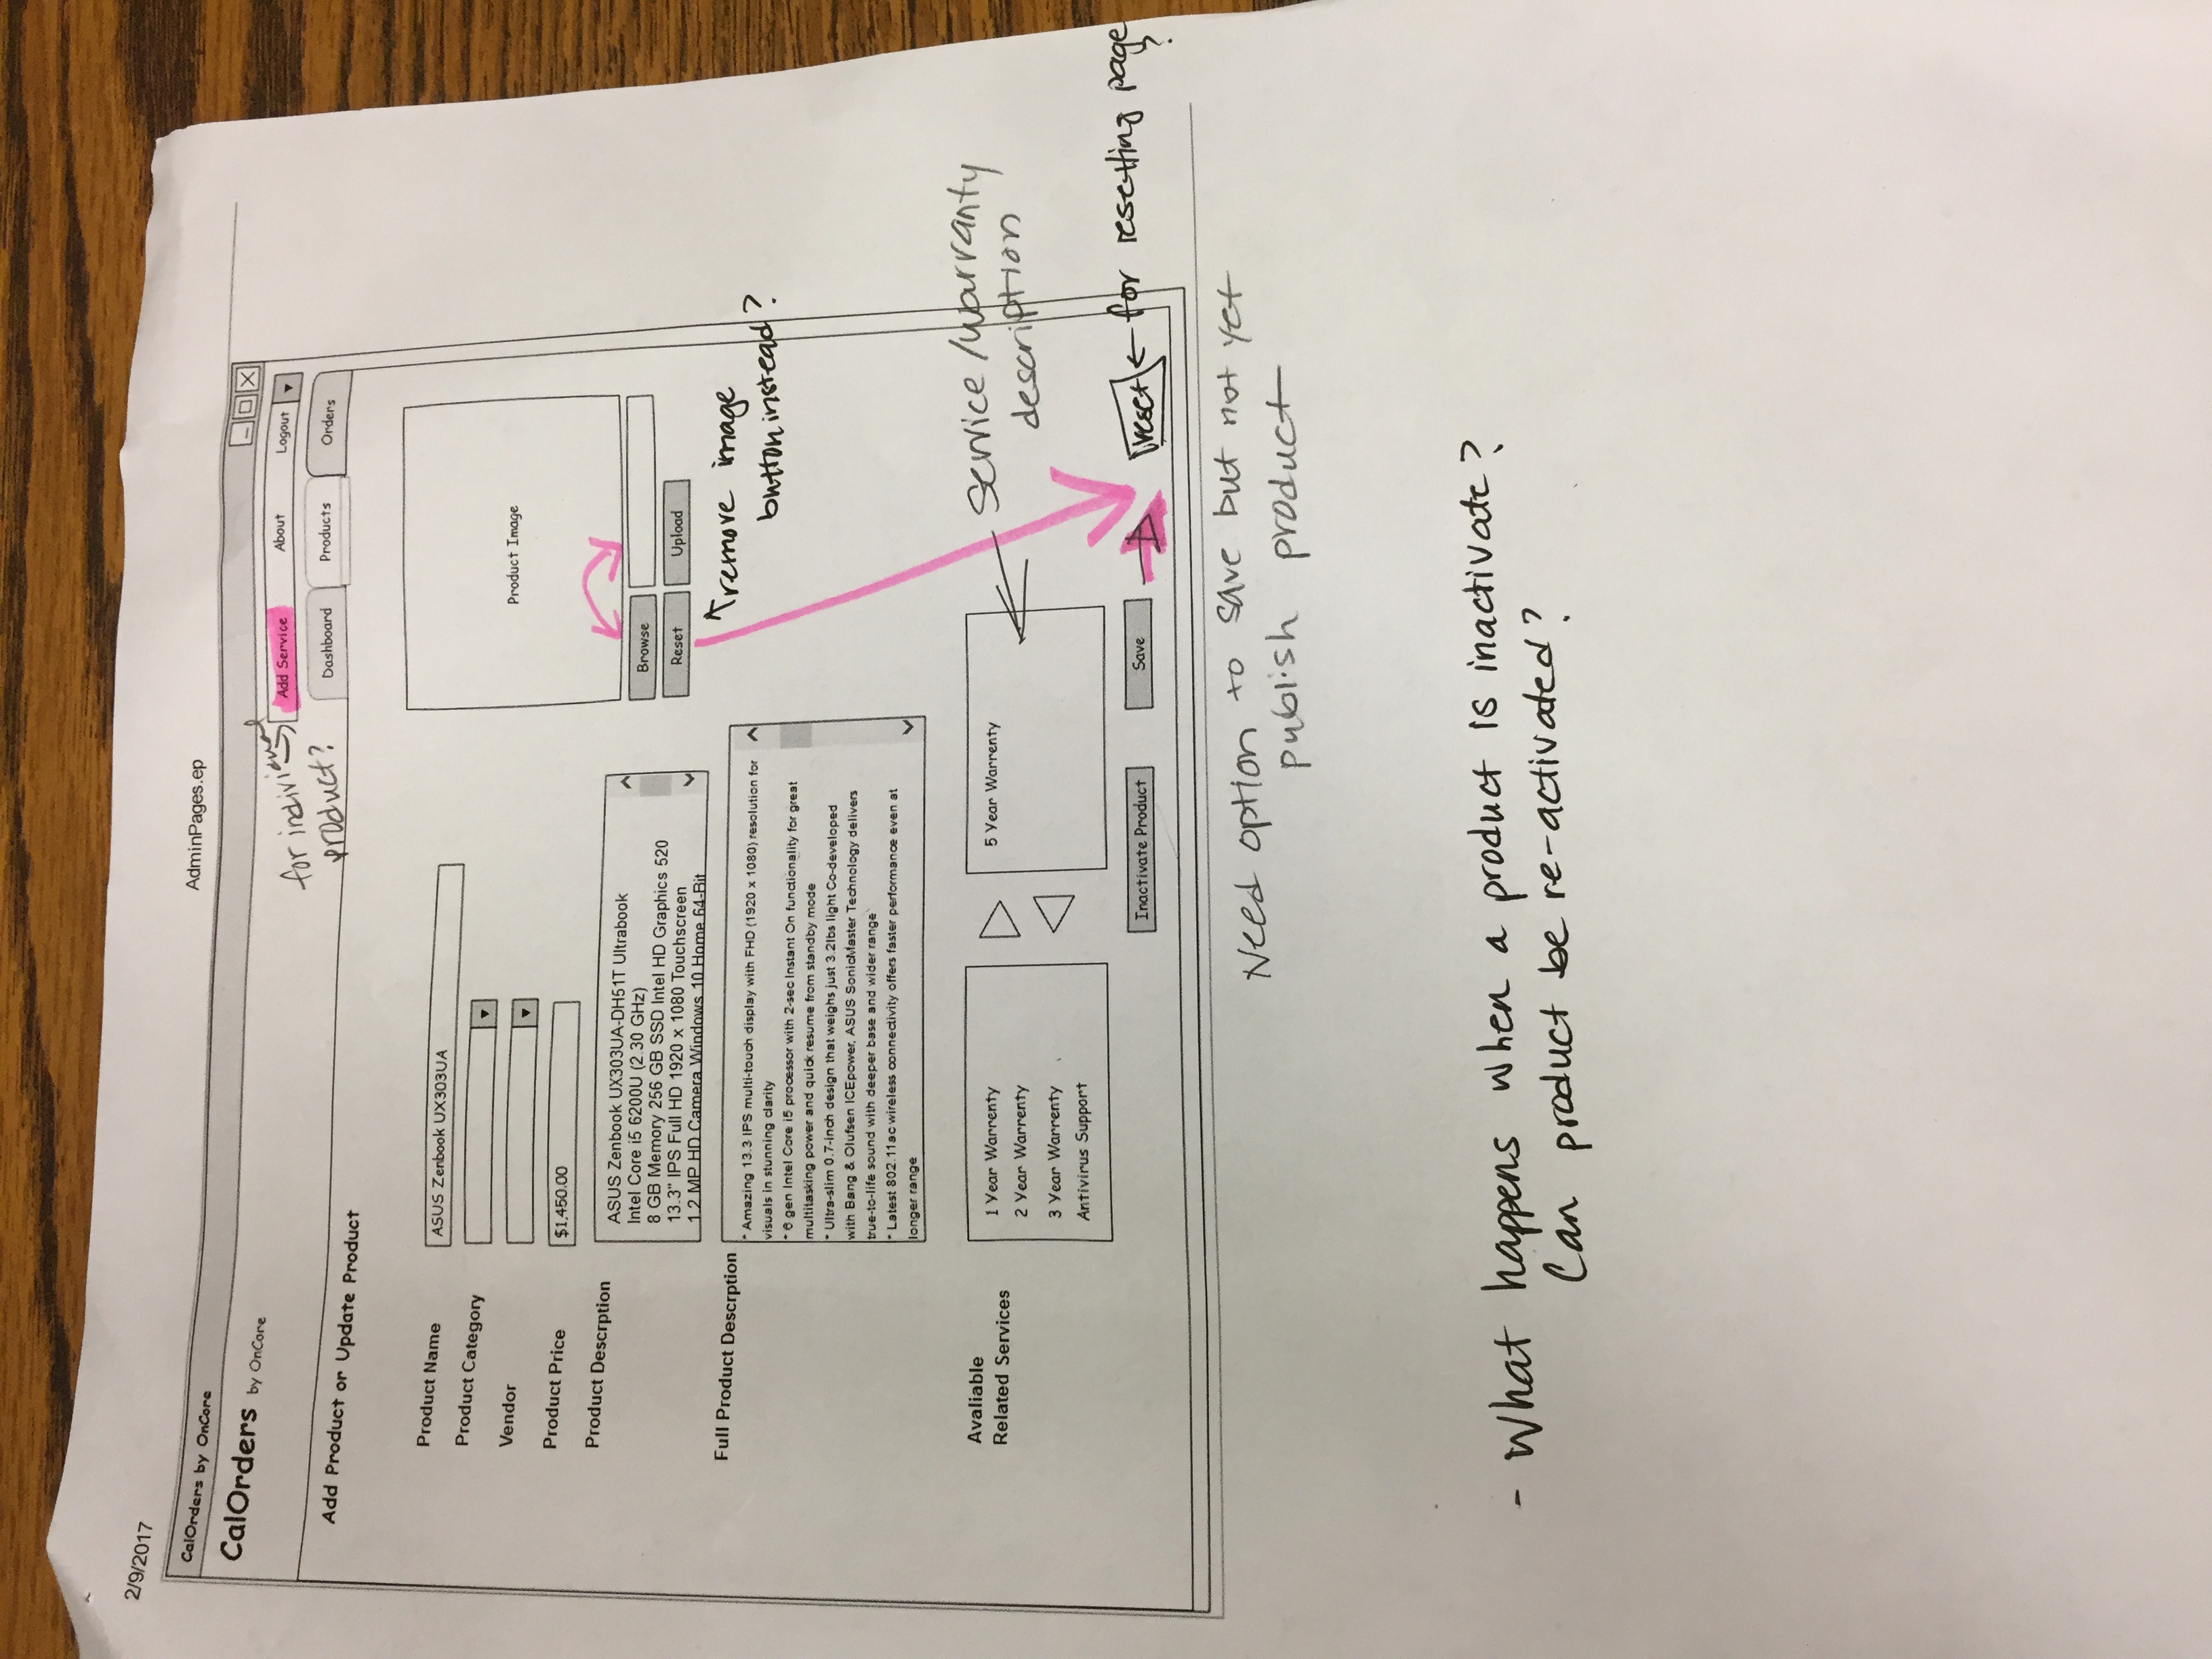 2/9/2017
AdminPages.ep
CalOrders by OnCore
CalOrders by OnCore
for individual
product?
Add Service About Logout
Dashboard Products Orders
Add Product or Update Product
Product Name ASUS Zenbook UX303UA
Product Category
Vendor
Product Price $1,450.00
Product Image
Product Descrption
ASUS Zenbook UX303UA-DH51T Ultrabook
Intel Core i5 6200U (2.30 GHz)
8 GB Memory 256 GB SSD Intel HD Graphics 520
13.3" IPS Full HD 1920 x 1080 Touchscreen
1.2 MP HD Camera Windows 10 Home 64-Bit
Browse
Reset Upload
remove image
button instead?
Full Product Descrption
* Amazing 13.3 IPS multi-touch display with FHD (1920 x 1080) resolution for
visuals in stunning clarity
* 6 gen Intel Core i5 processor with 2-sec Instant On functionality for great
multitasking power and quick resume from standby mode
* Ultra-slim 0.7-inch design that weighs just 3.2lbs light Co-developed
with Bang & Olufsen ICEpower, ASUS SonicMaster Technology delivers
true-to-life sound with deeper base and wider range
* Latest 802.11ac wireless connectivity offers faster performance even at
longer range
Avaliable
Related Services
1 Year Warrenty
2 Year Warrenty
3 Year Warrenty
Antivirus Support
5 Year Warrenty
service/warranty
description
Inactivate Product Save reset for resetting page
?
Need option to save but not yet
publish product
- What happens when a product is inactivate?
Can product be re-activated?